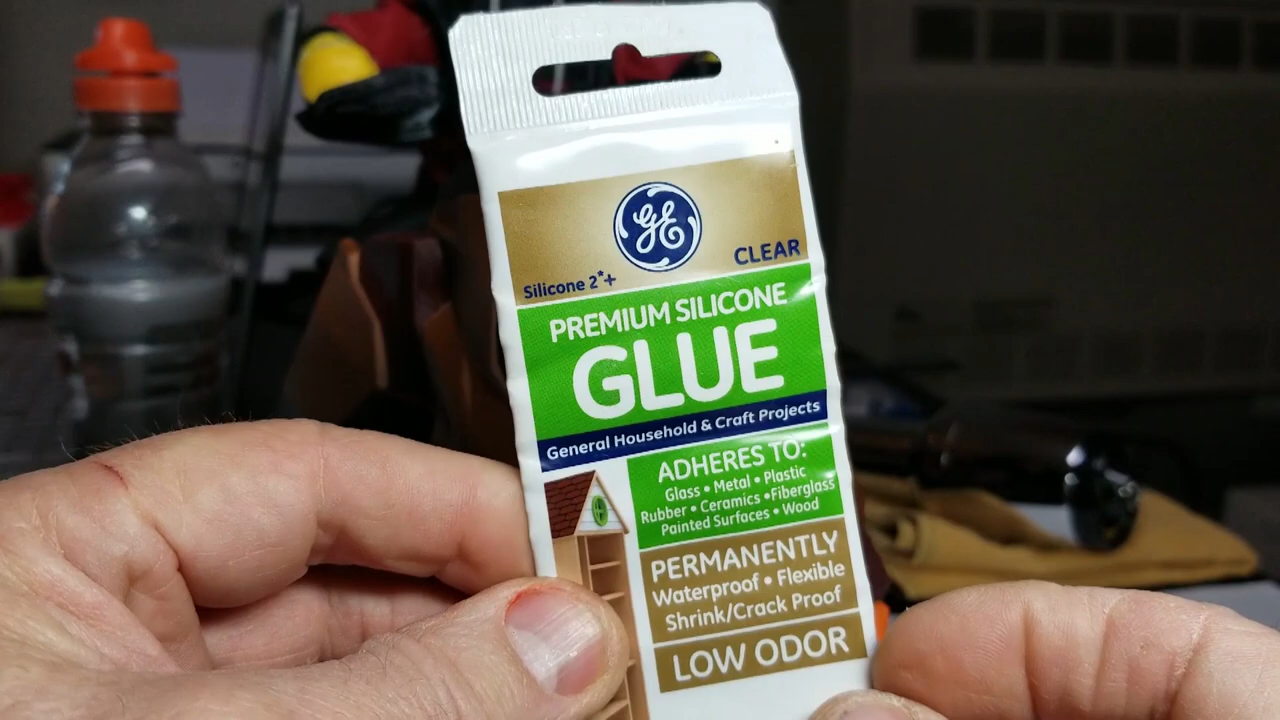 GE
CLEAR
Silicone 2*+
PREMIUM SILICONE
GLUE
General Household & Craft Projects
ADHERES TO:
Glass • Metal • Plastic
Rubber • Ceramics •Fiberglass
Painted Surfaces • Wood
PERMANENTLY
Waterproof • Flexible
Shrink/Crack Proof
LOW ODOR